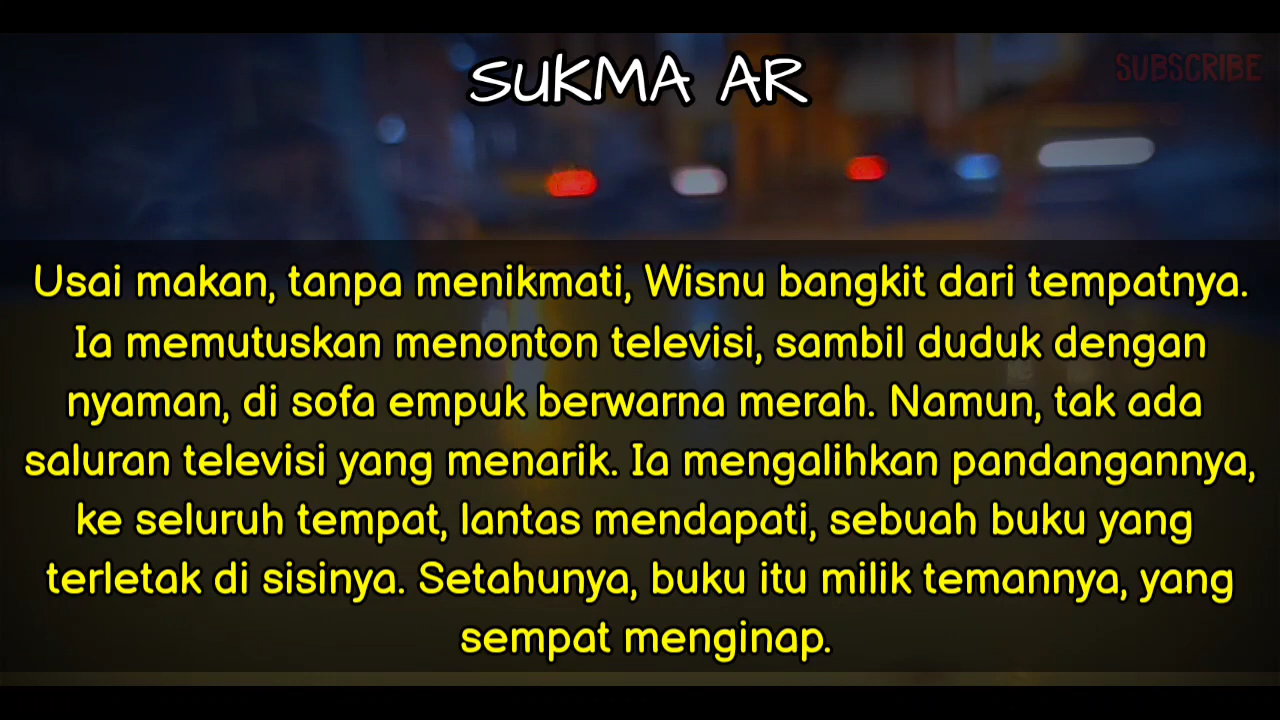 SUKMA AR
SUBSCRIBE
Usai makan, tanpa menikmati, Wisnu bangkit dari tempatnya.
Ia memutuskan menonton televisi, sambil duduk dengan
nyaman, di sofa empuk berwarna merah. Namun, tak ada
saluran televisi yang menarik. Ia mengalihkan pandangannya,
ke seluruh tempat, lantas mendapati, sebuah buku yang
terletak di sisinya. Setahunya, buku itu milik temannya, yang
sempat menginap.